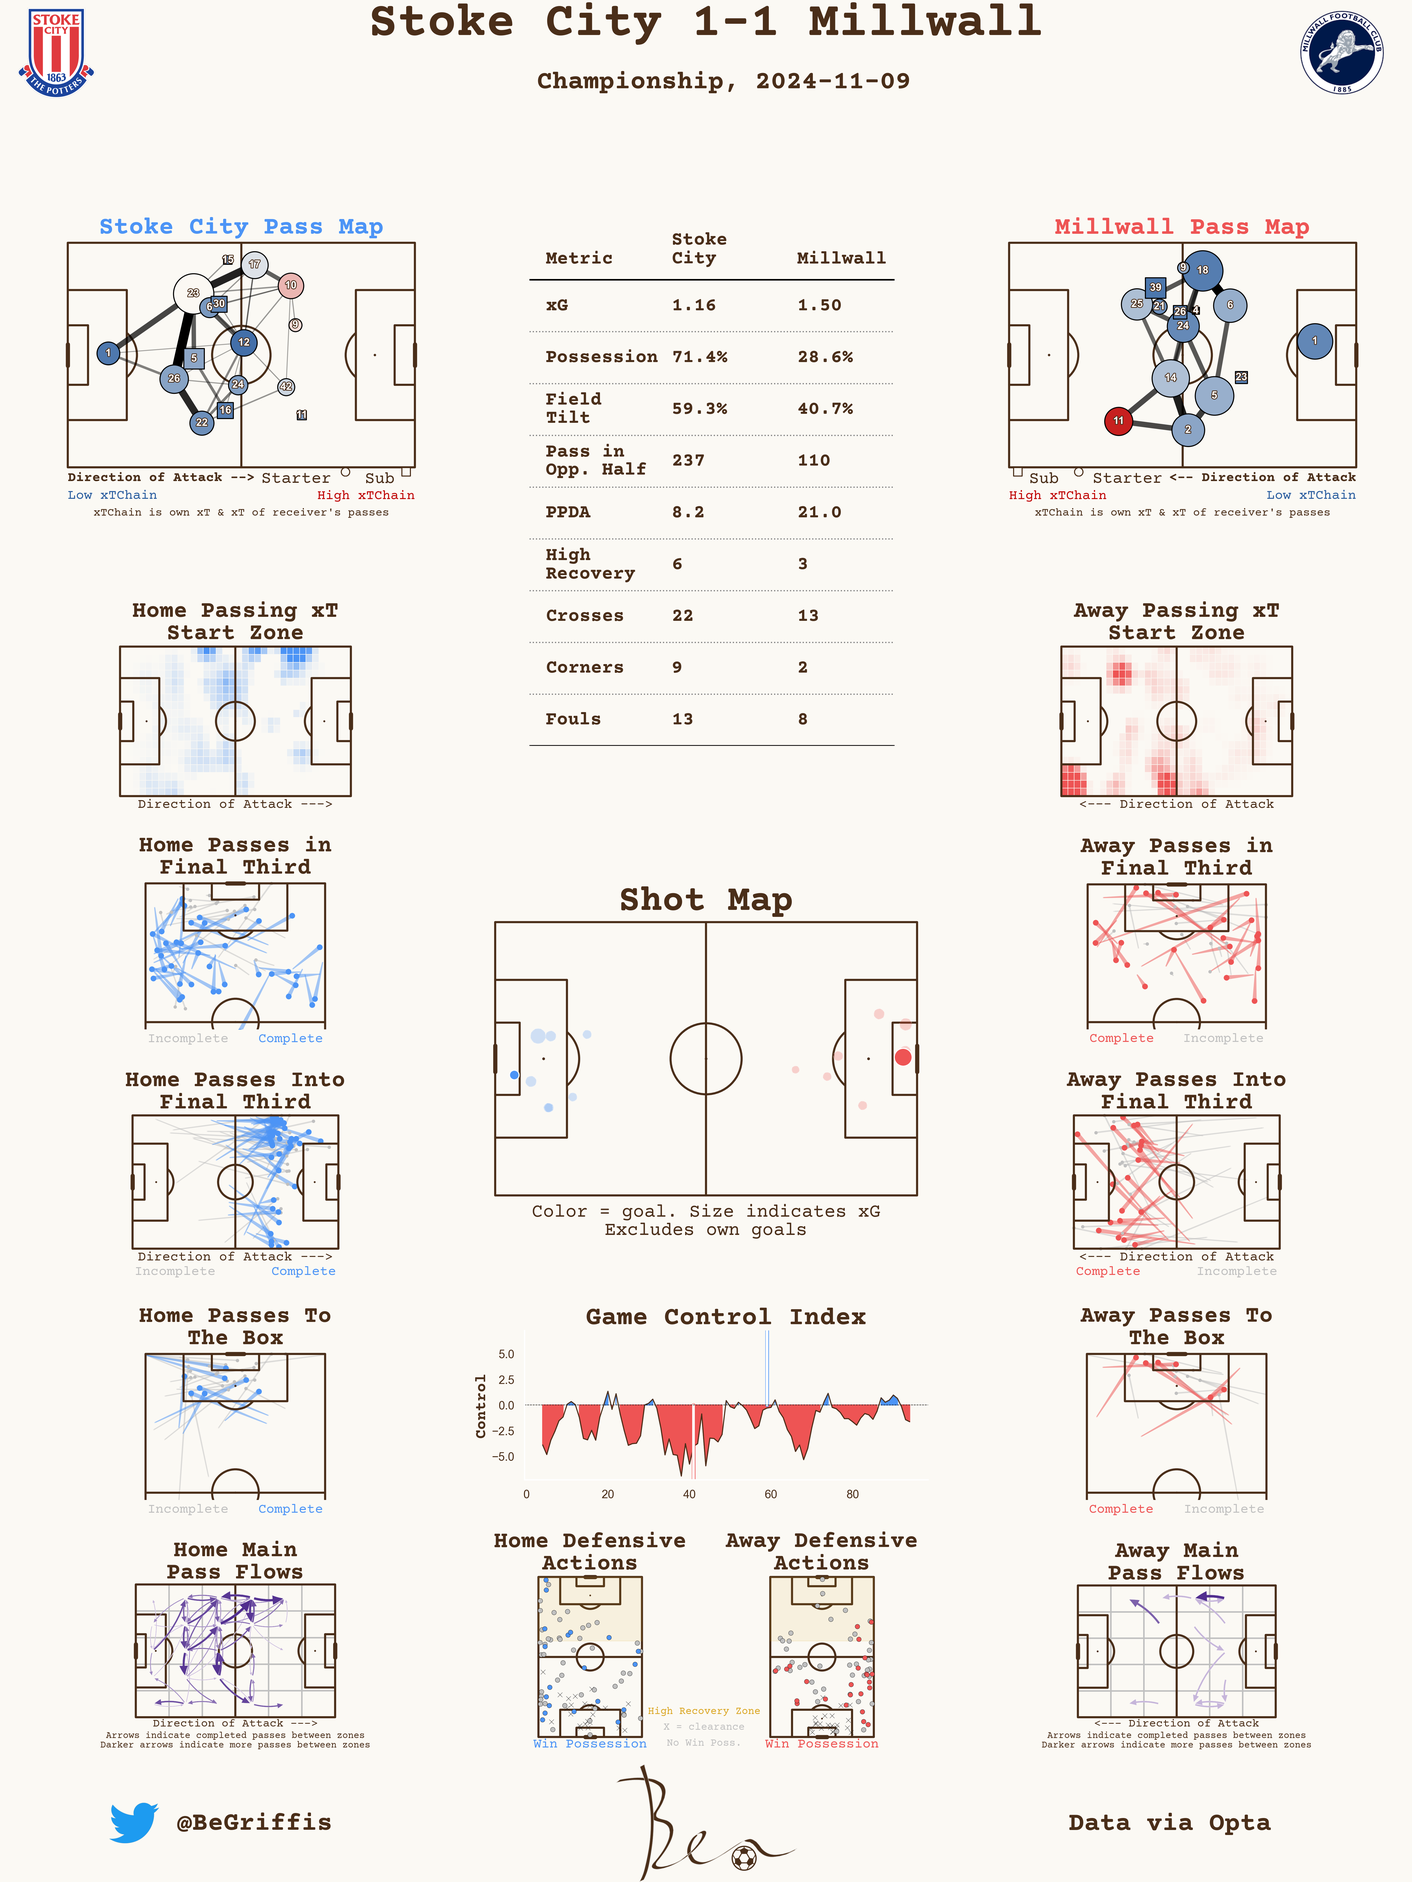 Stoke City 1-1 Millwall
Championship, 2024-11-09
STOKE
CITY
1863
THE POTTERS
MILLWALL FOOTBALL CLUB
1885
Stoke City Pass Map
15
17
23
10
6
30
9
1
12
5
26
24
42
16
11
22
Direction of Attack --> Starter Sub
Low xTChain High xTChain
xTChain is own xT & xT of receiver's passes
Metric Stoke City Millwall
xG 1.16 1.50
Possession 71.4% 28.6%
Field Tilt 59.3% 40.7%
Pass in Opp. Half 237 110
PPDA 8.2 21.0
High Recovery 6 3
Crosses 22 13
Corners 9 2
Fouls 13 8
Millwall Pass Map
9
18
39
25
21
26
4
6
24
1
14
23
5
11
2
Sub Starter <-- Direction of Attack
High xTChain Low xTChain
xTChain is own xT & xT of receiver's passes
Home Passing xT
Start Zone
Direction of Attack --->
Away Passing xT
Start Zone
<--- Direction of Attack
Home Passes in
Final Third
Incomplete Complete
Away Passes in
Final Third
Complete Incomplete
Shot Map
Color = goal. Size indicates xG
Excludes own goals
Home Passes Into
Final Third
Direction of Attack --->
Incomplete Complete
Away Passes Into
Final Third
<--- Direction of Attack
Complete Incomplete
Home Passes To
The Box
Incomplete Complete
Game Control Index
Control
5.0
2.5
0.0
−2.5
−5.0
0 20 40 60 80
Away Passes To
The Box
Complete Incomplete
Home Main
Pass Flows
Direction of Attack --->
Arrows indicate completed passes between zones
Darker arrows indicate more passes between zones
Home Defensive
Actions
Win Possession
High Recovery Zone
X = clearance
No Win Poss.
Away Defensive
Actions
Win Possession
Away Main
Pass Flows
<--- Direction of Attack
Arrows indicate completed passes between zones
Darker arrows indicate more passes between zones
@BeGriffis
Ben
Data via Opta